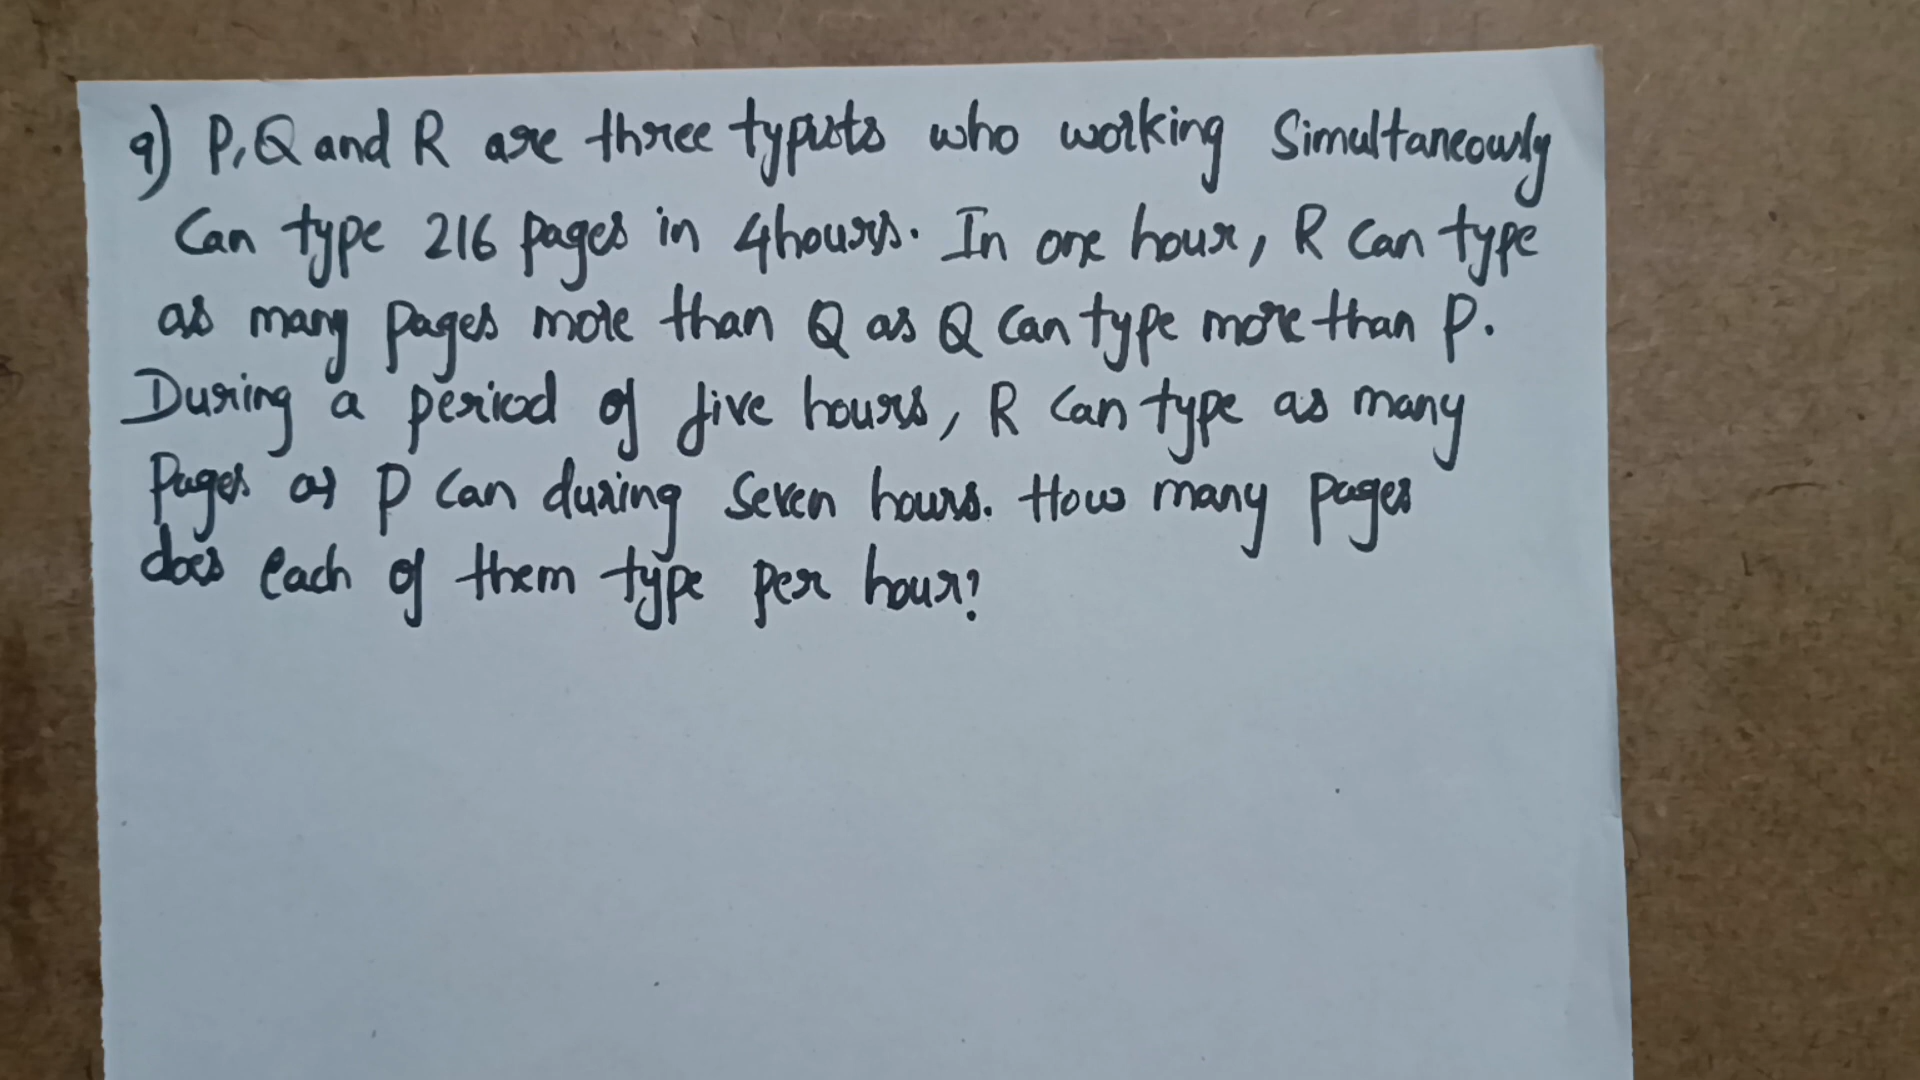 9) P, Q and R are three typists who working Simultaneously
Can type 216 pages in 4hours. In one hour, R Can type
as many pages more than Q as Q Can type more than P.
During a period of five hours, R Can type as many
Pages as P Can during Seven hours. How many pages
does each of them type per hour?